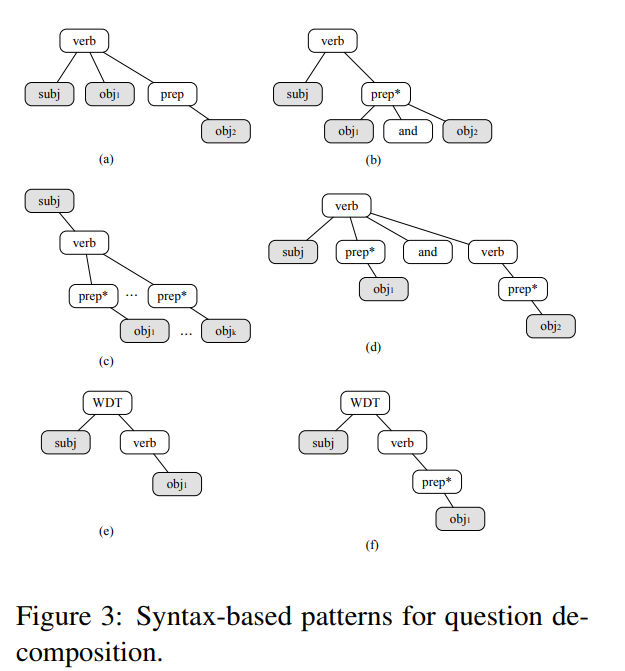 verb
subj obj1 prep
obj2
(a)
verb
subj prep*
obj1 and obj2
(b)
subj
verb
prep* ... prep*
obj1 ... objk
(c)
verb
subj prep* and verb
obj1 prep*
obj2
(d)
WDT
subj verb
obj1
(e)
WDT
subj verb
prep*
obj1
(f)
Figure 3: Syntax-based patterns for question de-
composition.